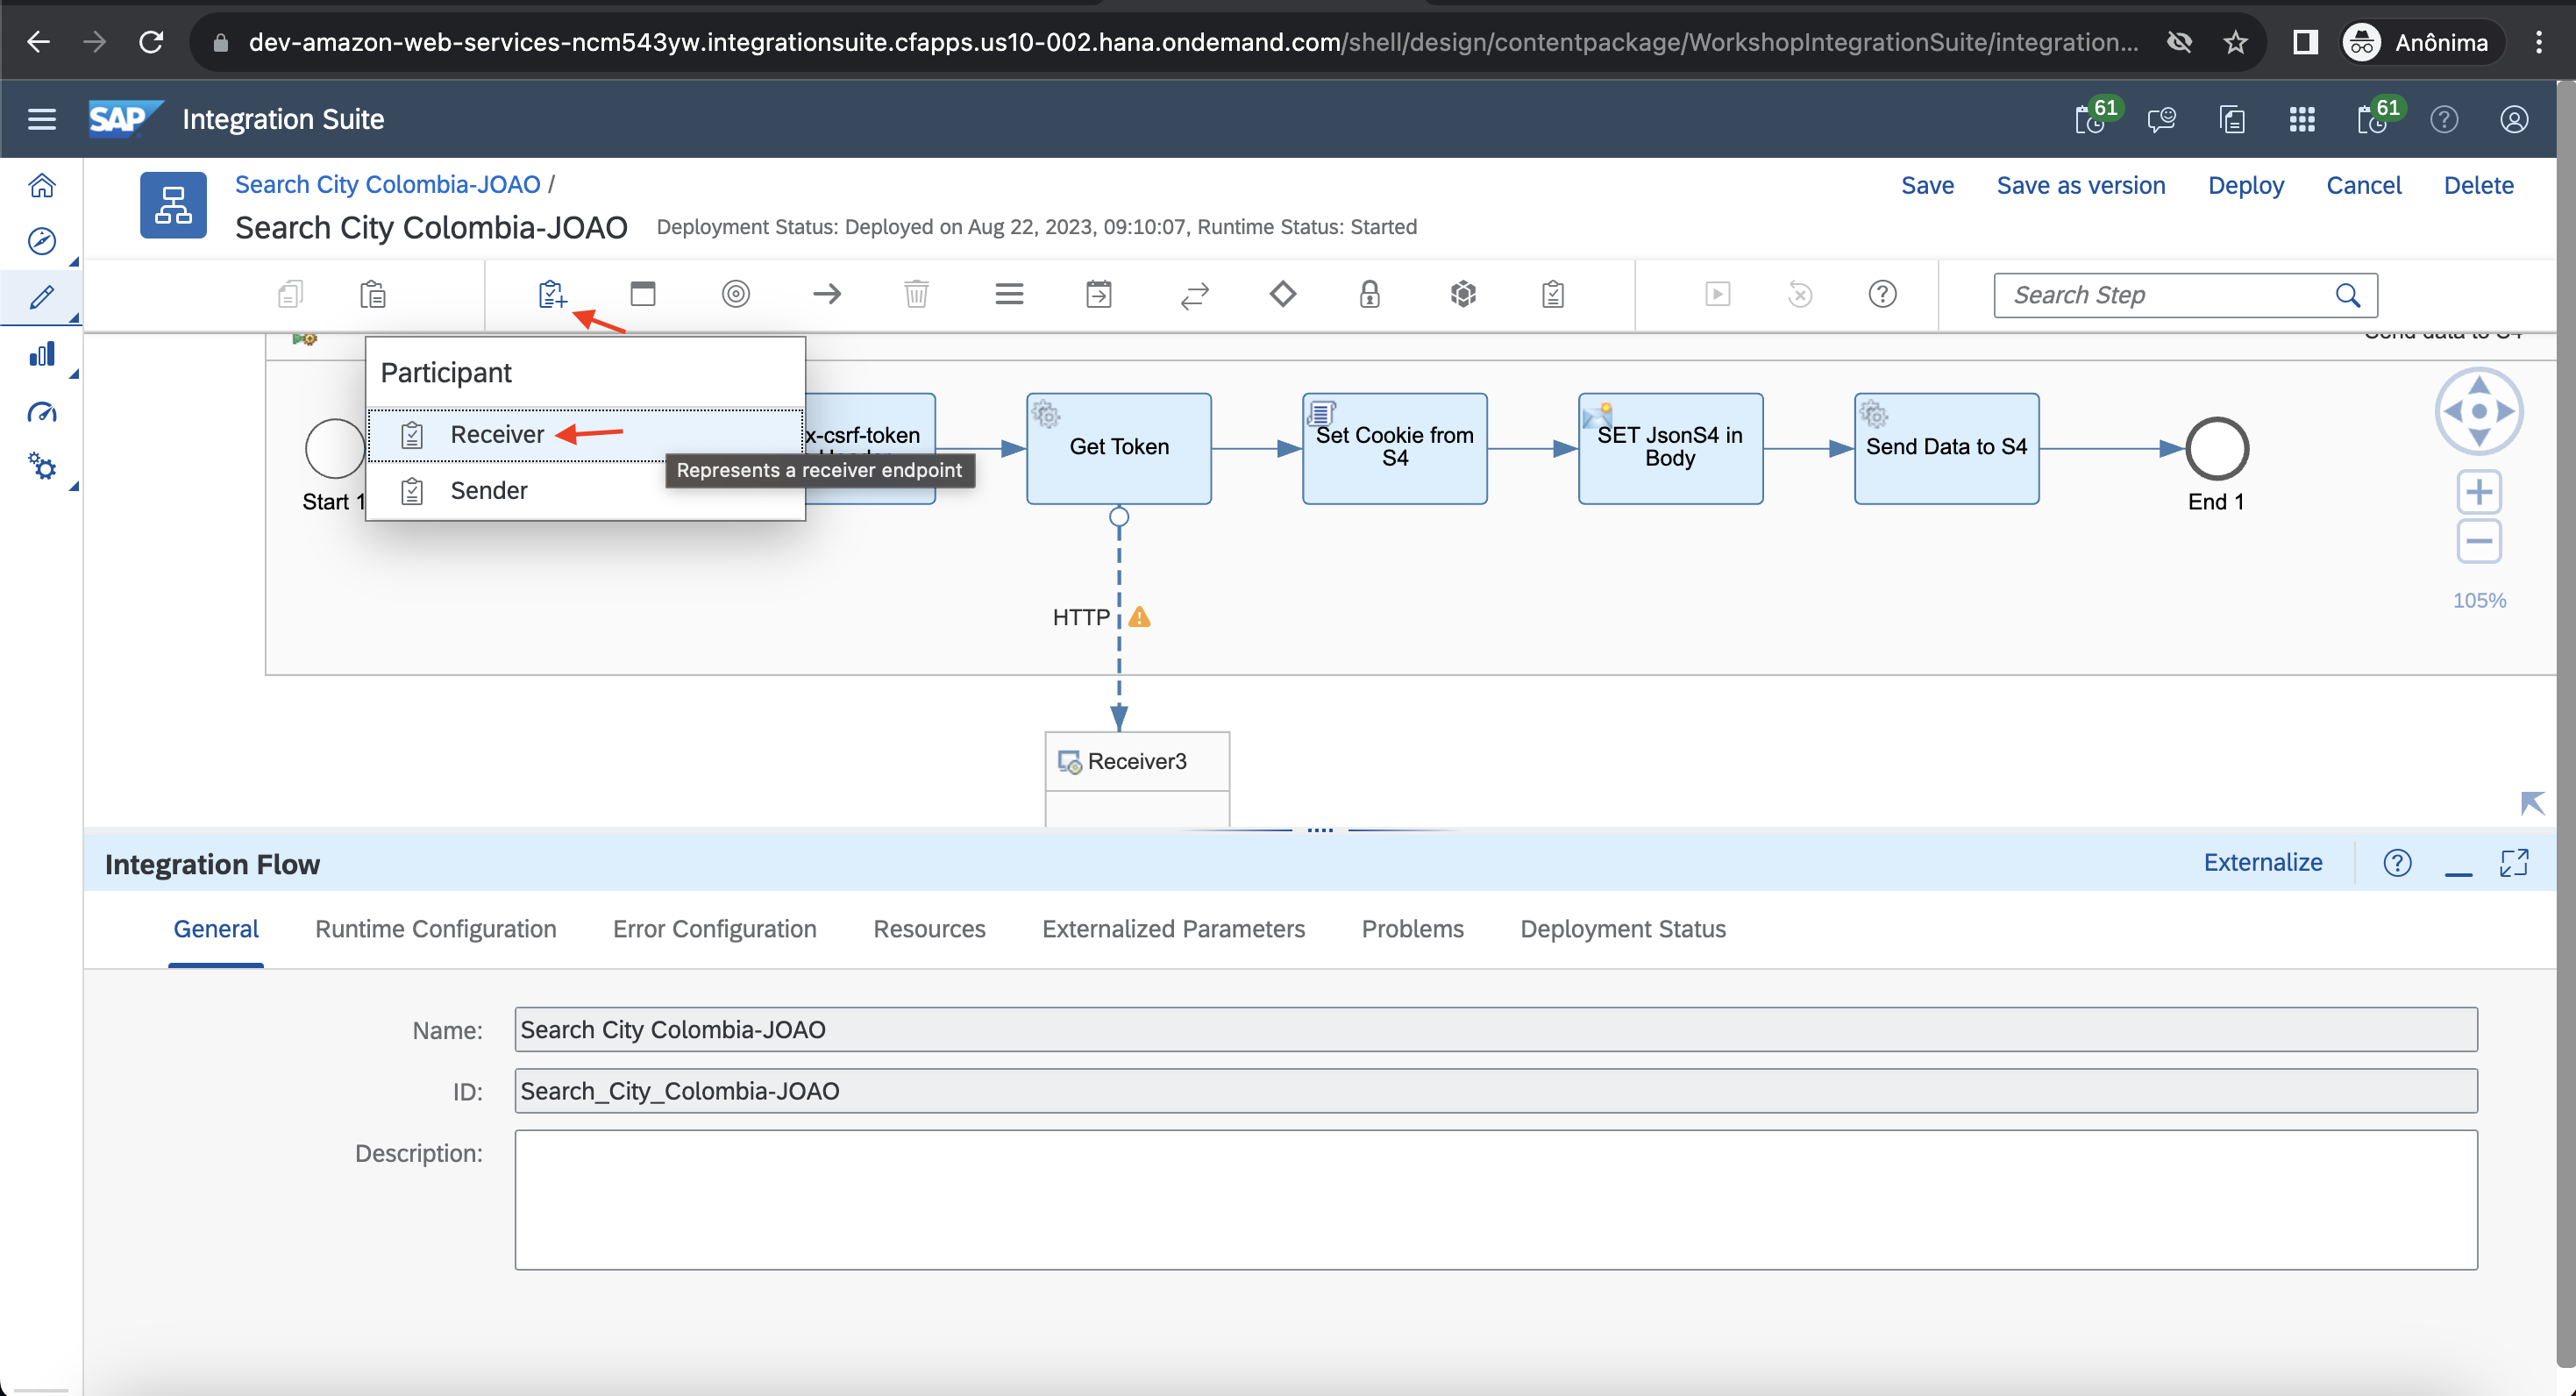 dev-amazon-web-services-ncm543yw.integrationsuite.cfapps.us10-002.hana.ondemand.com/shell/design/contentpackage/WorkshopIntegrationSuite/integration...
Anônima
SAP
Integration Suite
61
61
Search City Colombia-JOAO /
Search City Colombia-JOAO
Deployment Status: Deployed on Aug 22, 2023, 09:10:07, Runtime Status: Started
Save
Save as version
Deploy
Cancel
Delete
Search Step
Send data to S4
Participant
Receiver
Represents a receiver endpoint
Sender
Start 1
x-csrf-token
Get Token
Set Cookie from
S4
SET JsonS4 in
Body
Send Data to S4
End 1
105%
HTTP
Receiver3
Integration Flow
Externalize
General
Runtime Configuration
Error Configuration
Resources
Externalized Parameters
Problems
Deployment Status
Name:
Search City Colombia-JOAO
ID:
Search_City_Colombia-JOAO
Description: